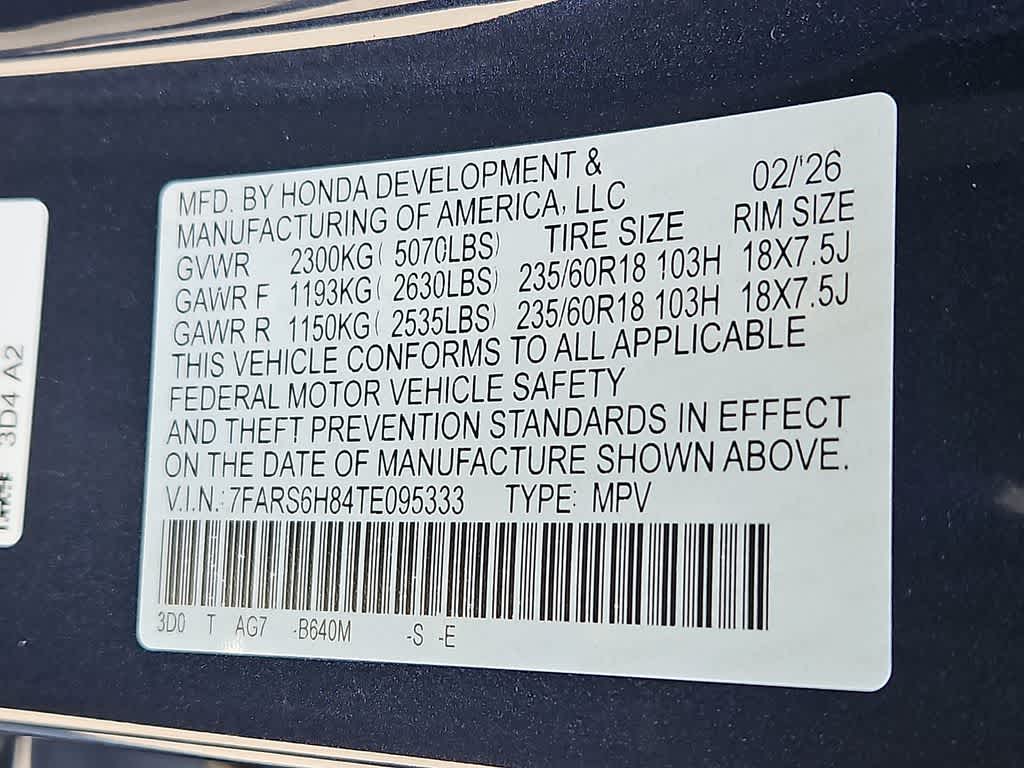 MFD. BY HONDA DEVELOPMENT & 02/'26
MANUFACTURING OF AMERICA, LLC
TIRE SIZE RIM SIZE
GVWR 2300KG( 5070LBS)
GAWR F 1193KG( 2630LBS) 235/60R18 103H 18X7.5J
GAWR R 1150KG( 2535LBS) 235/60R18 103H 18X7.5J
THIS VEHICLE CONFORMS TO ALL APPLICABLE
FEDERAL MOTOR VEHICLE SAFETY
AND THEFT PREVENTION STANDARDS IN EFFECT
ON THE DATE OF MANUFACTURE SHOWN ABOVE.
V.I.N.: 7FARS6H84TE095333 TYPE: MPV
3D0 T AG7 -B640M -S -E
3D4 A2